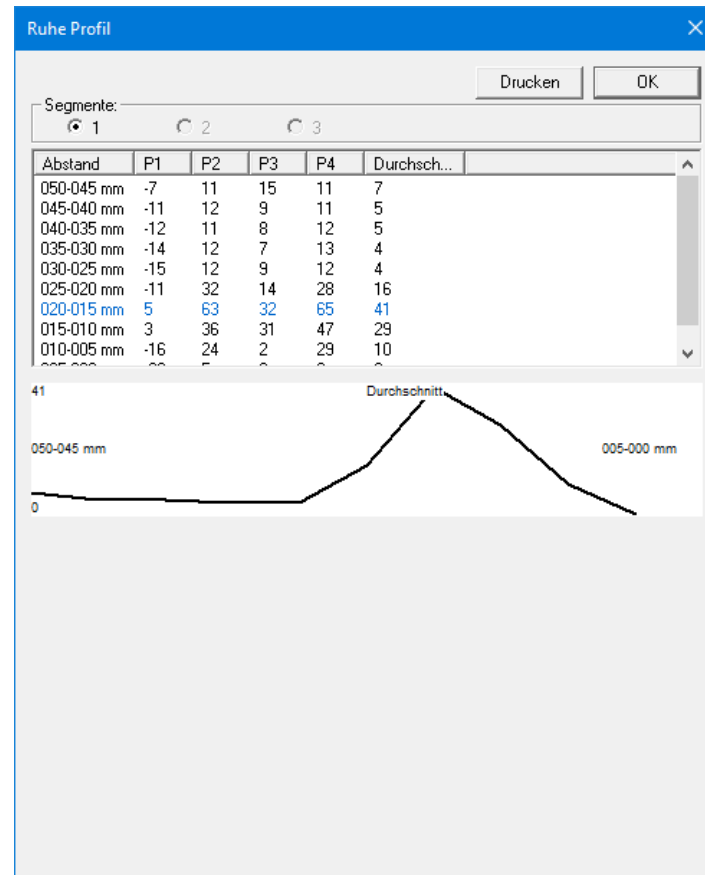 Ruhe Profil
Drucken OK
Segmente:
1 2 3
Abstand P1 P2 P3 P4 Durchsch...
050-045 mm -7 11 15 11 7
045-040 mm -11 12 9 11 5
040-035 mm -12 11 8 12 5
035-030 mm -14 12 7 13 4
030-025 mm -15 12 9 12 4
025-020 mm -11 32 14 28 16
020-015 mm 5 63 32 65 41
015-010 mm 3 36 31 47 29
010-005 mm -16 24 2 29 10
41 Durchschnitt
050-045 mm 005-000 mm
0